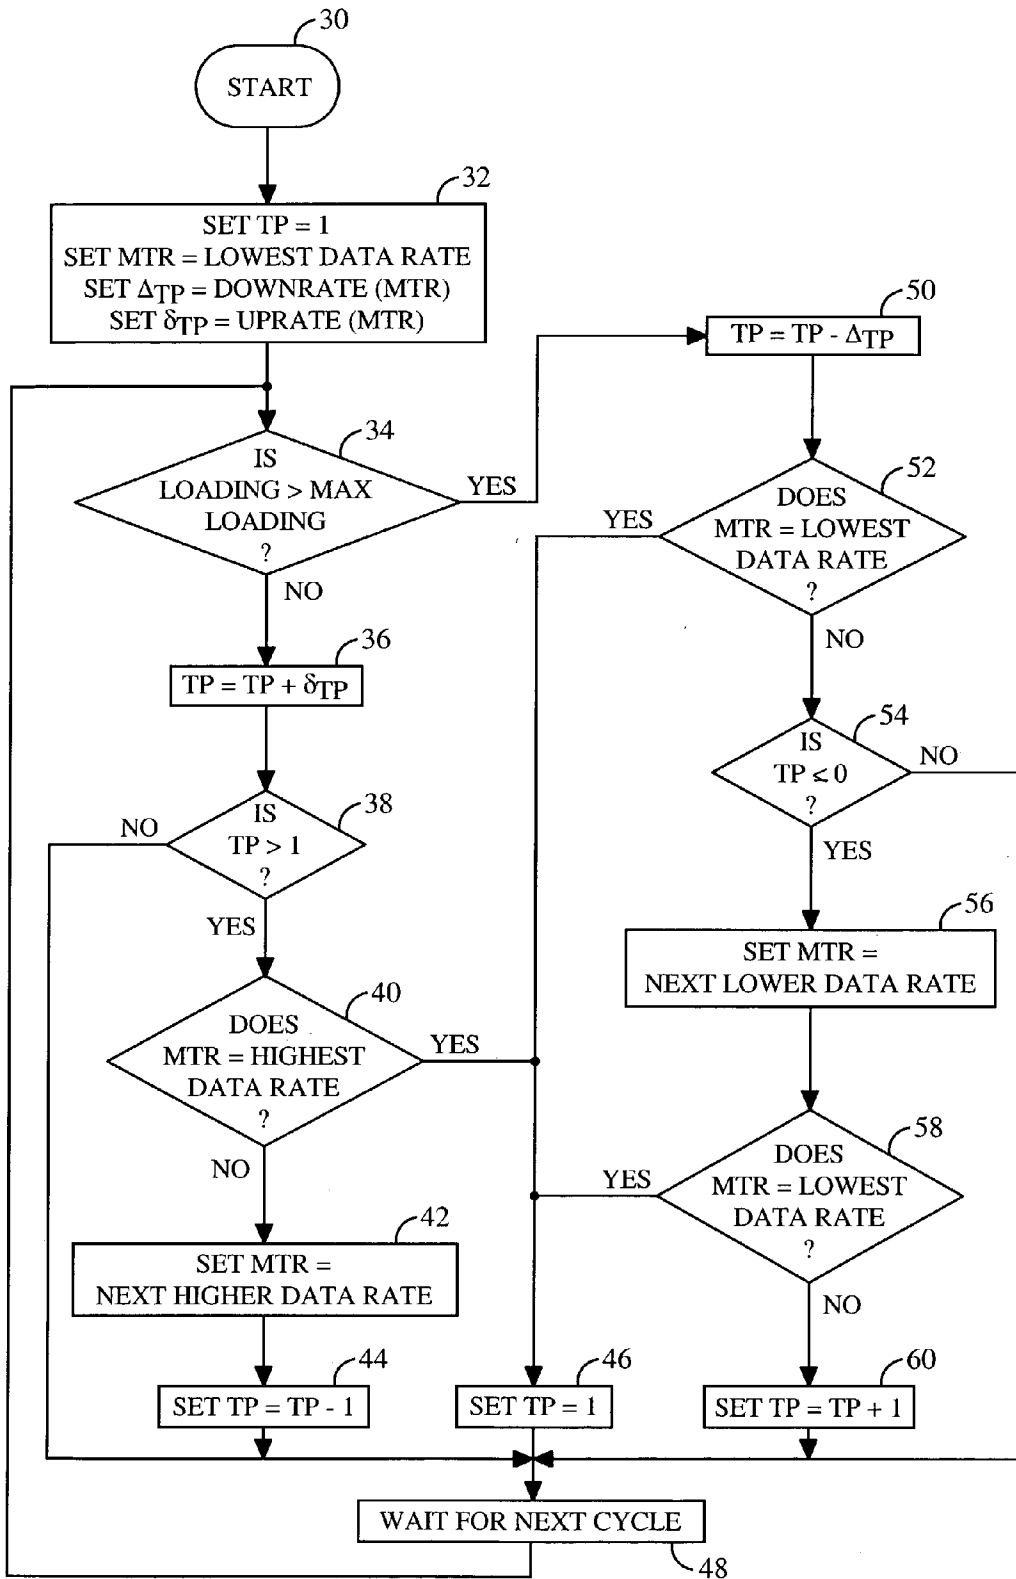 30
START
32
SET TP = 1
SET MTR = LOWEST DATA RATE
SET ΔTP = DOWNRATE (MTR)
SET δTP = UPRATE (MTR)
34
IS
LOADING > MAX
LOADING
?
YES
NO
36
TP = TP + δTP
38
IS
TP > 1
?
NO
YES
40
DOES
MTR = HIGHEST
DATA RATE
?
YES
NO
42
SET MTR =
NEXT HIGHER DATA RATE
44
SET TP = TP - 1
46
SET TP = 1
50
TP = TP - ΔTP
52
DOES
MTR = LOWEST
DATA RATE
?
YES
NO
54
IS
TP ≤ 0
?
NO
YES
56
SET MTR =
NEXT LOWER DATA RATE
58
DOES
MTR = LOWEST
DATA RATE
?
YES
NO
60
SET TP = TP + 1
WAIT FOR NEXT CYCLE
48